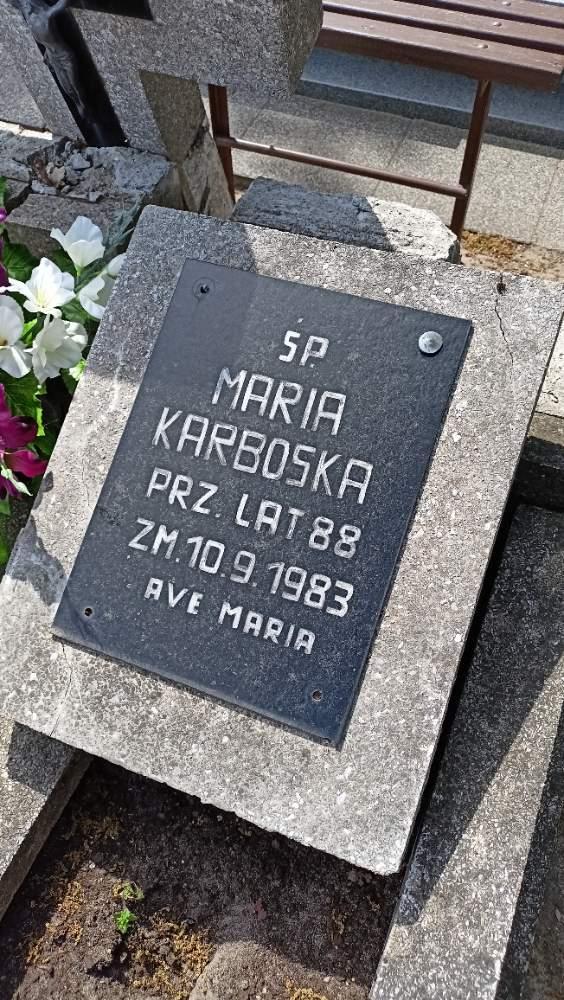 ŚP.
MARIA
KARBOSKA
PRZ. LAT 88
ZM. 10.9.1983
AVE MARIA